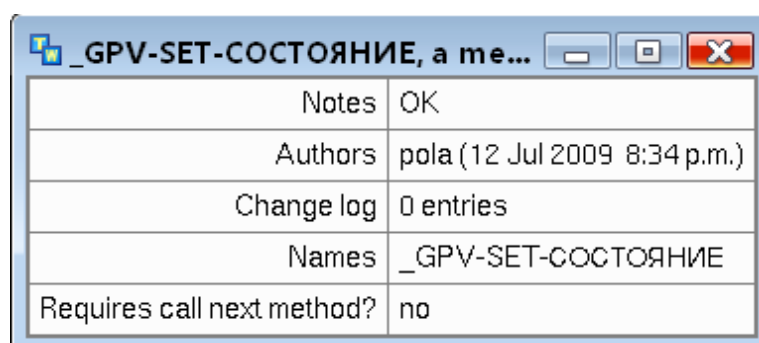 _GPV-SET-СОСТОЯНИЕ, a me...
Notes OK
Authors pola (12 Jul 2009 8:34 p.m.)
Change log 0 entries
Names _GPV-SET-СОСТОЯНИЕ
Requires call next method? no